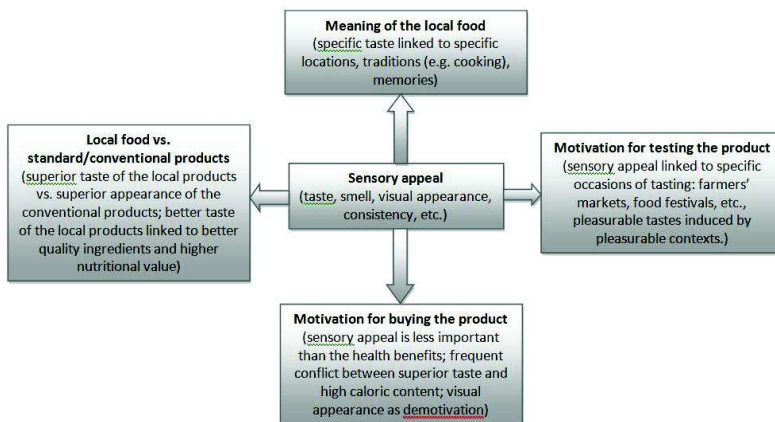 Meaning of the local food
(specific taste linked to specific
locations, traditions (e.g. cooking),
memories)
Local food vs.
standard/conventional products
(superior taste of the local products
vs. superior appearance of the
conventional products; better taste
of the local products linked to better
quality ingredients and higher
nutritional value)
Sensory appeal
(taste, smell, visual appearance,
consistency, etc.)
Motivation for testing the product
(sensory appeal linked to specific
occasions of tasting: farmers’
markets, food festivals, etc.,
pleasurable tastes induced by
pleasurable contexts.)
Motivation for buying the product
(sensory appeal is less important
than the health benefits; frequent
conflict between superior taste and
high caloric content; visual
appearance as demotivation)